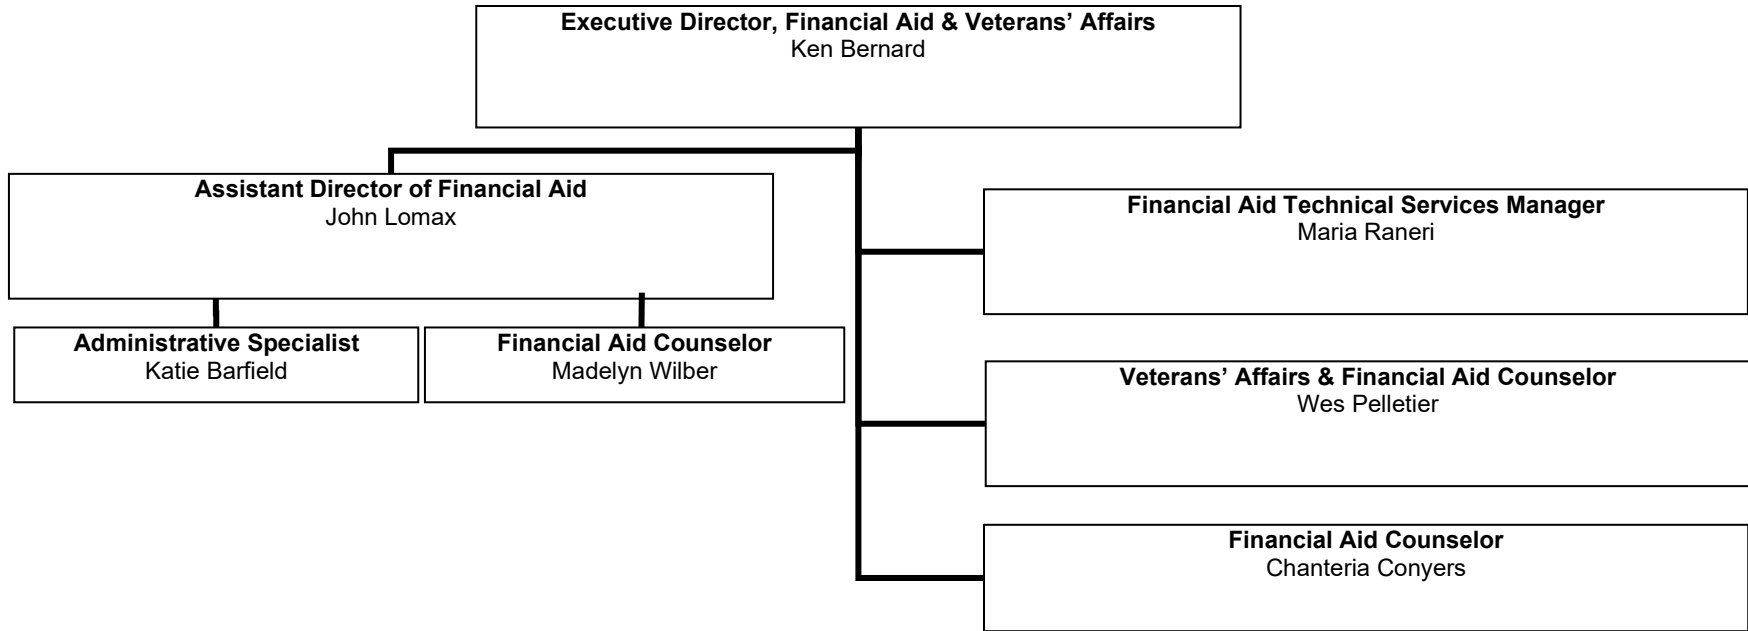 Executive Director, Financial Aid & Veterans’ Affairs
Ken Bernard
Assistant Director of Financial Aid
John Lomax
Financial Aid Technical Services Manager
Maria Raneri
Administrative Specialist
Katie Barfield
Financial Aid Counselor
Madelyn Wilber
Veterans’ Affairs & Financial Aid Counselor
Wes Pelletier
Financial Aid Counselor
Chanteria Conyers